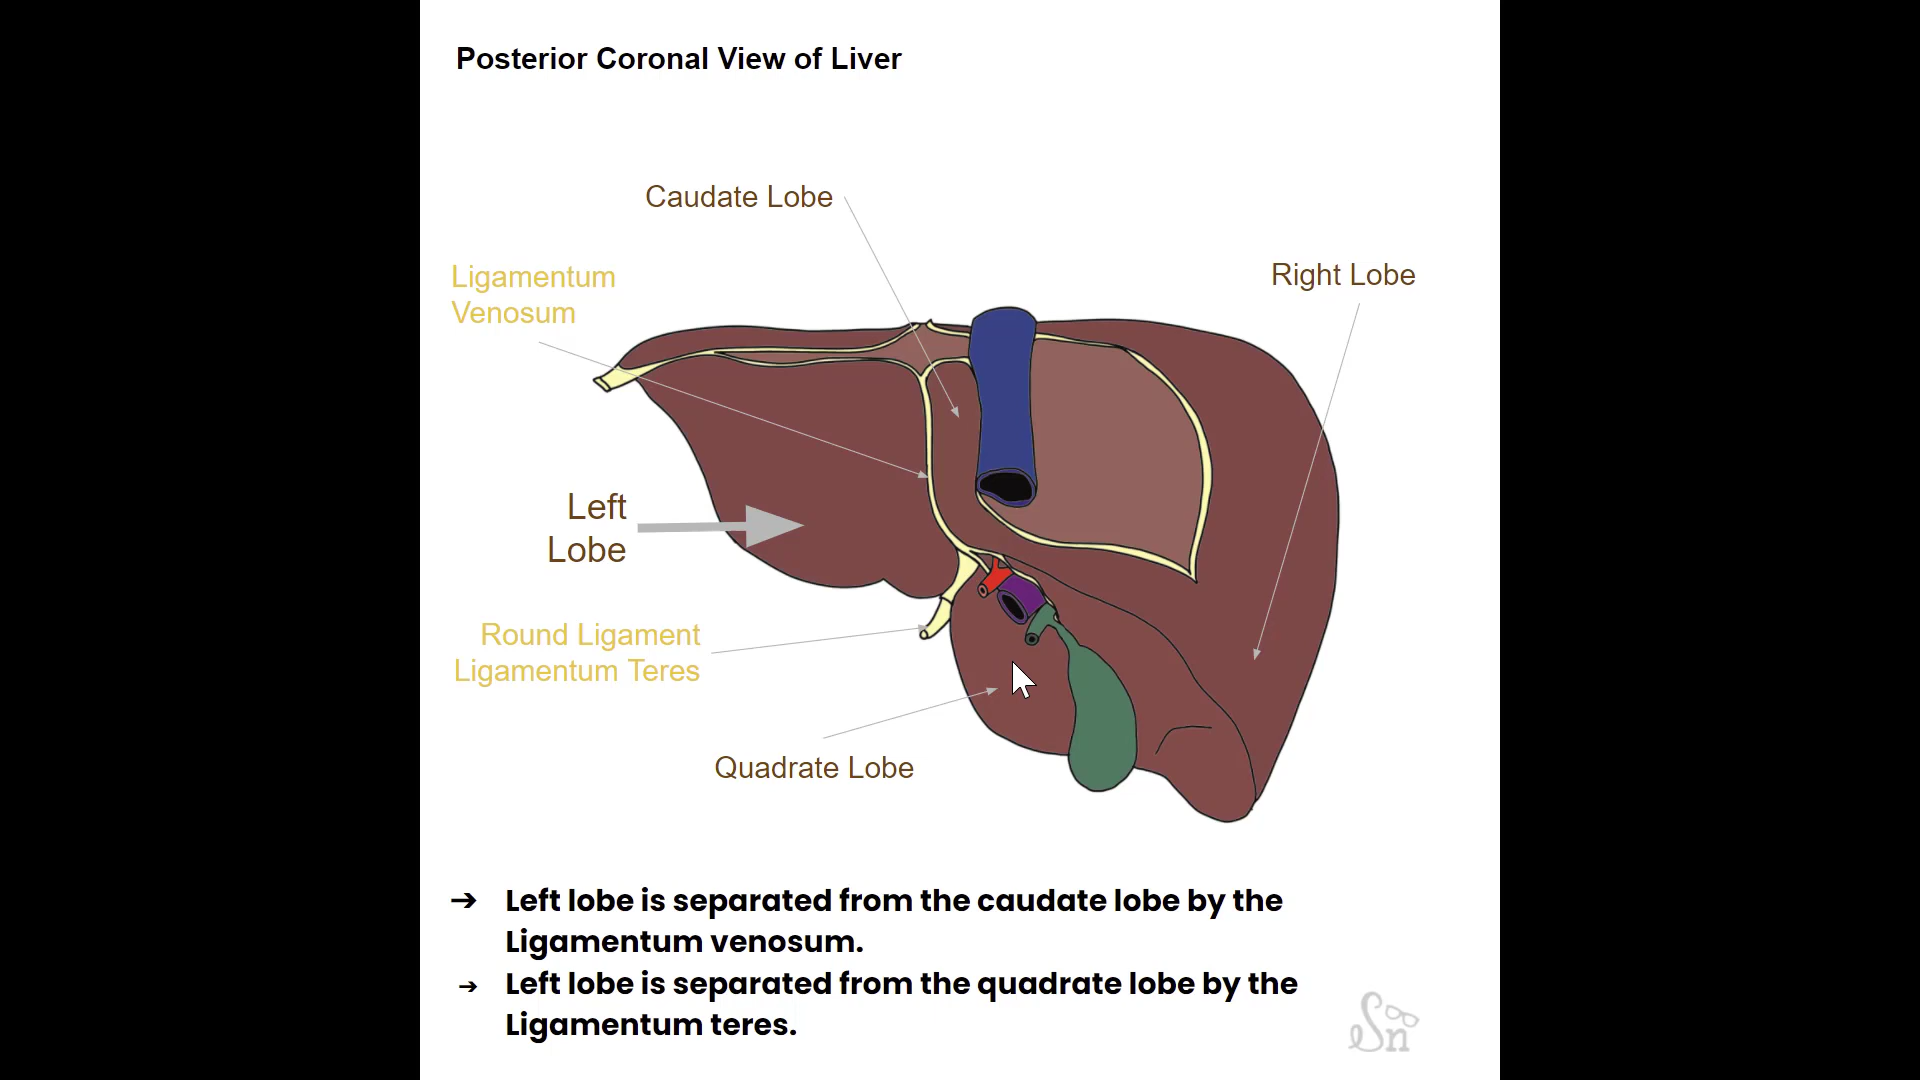 Posterior Coronal View of Liver
Caudate Lobe
Ligamentum
Venosum
Right Lobe
Left
Lobe
Round Ligament
Ligamentum Teres
Quadrate Lobe
➔ Left lobe is separated from the caudate lobe by the
Ligamentum venosum.
➔ Left lobe is separated from the quadrate lobe by the
Ligamentum teres.
Sn